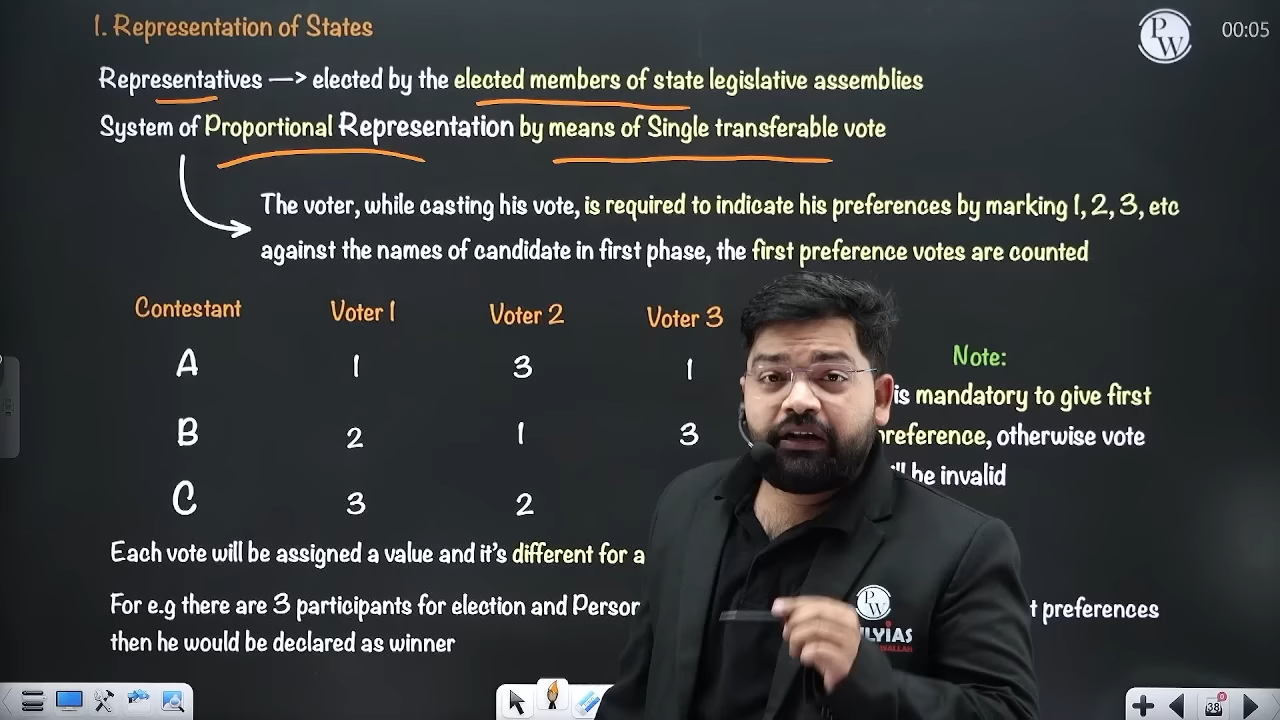 1. Representation of States
PW
00:05
Representatives —> elected by the elected members of state legislative assemblies
System of Proportional Representation by means of Single transferable vote
The voter, while casting his vote, is required to indicate his preferences by marking 1, 2, 3, etc
against the names of candidate in first phase, the first preference votes are counted
Contestant Voter 1 Voter 2 Voter 3
A 1 3 1
B 2 1 3
C 3 2
Note:
is mandatory to give first
preference, otherwise vote
be invalid
Each vote will be assigned a value and it's different for a
For e.g there are 3 participants for election and preferences
then he would be declared as winner
PW
38